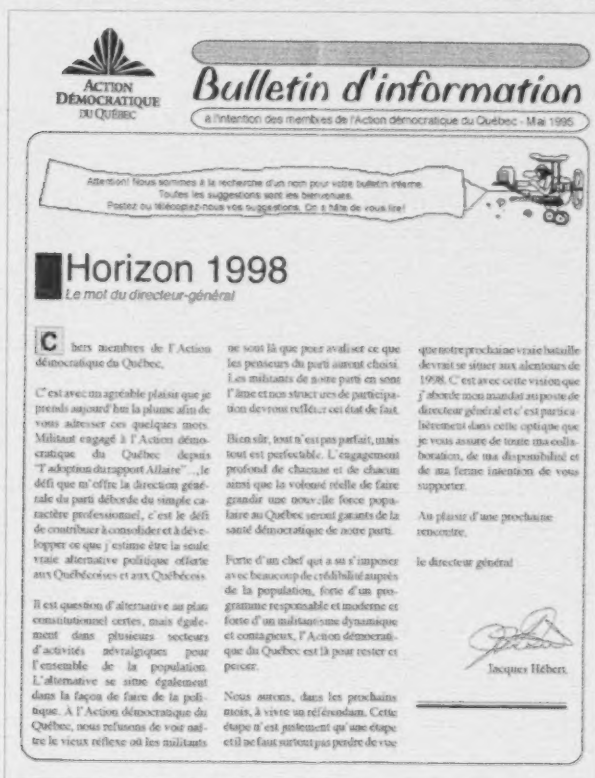 ACTION
DÉMOCRATIQUE
DU QUÉBEC
Bulletin d'information
à l'intention des membres de l'Action démocratique du Québec - Mai 1995
Attention! Nous sommes à la recherche d'un nom pour votre bulletin interne.
Toutes les suggestions sont les bienvenues.
Postez ou télécopiez-nous vos suggestions. On a hâte de vous lire!
Horizon 1998
Le mot du directeur-général
Chers membres de l'Action
démocratique du Québec,
C'est avec un agréable plaisir que je
prends aujourd'hui la plume afin de
vous adresser ces quelques mots.
Militant engagé à l'Action démo-
cratique du Québec depuis
"l'adoption du rapport Allaire"..., le
défi que m'offre la direction géné-
rale du parti déborde du simple ca-
ractère professionnel, c'est le défi
de contribuer à consolider et à déve-
lopper ce que j'estime être la seule
vraie alternative politique offerte
aux Québécoises et aux Québécois.
Il est question d'alternative au plan
constitutionnel certes, mais égale-
ment dans plusieurs secteurs
d'activités névralgiques pour
l'ensemble de la population.
L'alternative se situe également
dans la façon de faire de la poli-
tique. À l'Action démocratique du
Québec, nous refusons de voir naî-
tre le vieux réflexe où les militants
ne sont là que pour avaliser ce que
les penseurs du parti auront choisi.
Les militants de notre parti en sont
l'âme et nos structures de participa-
tion devront refléter cet état de fait.
Bien sûr, tout n'est pas parfait, mais
tout est perfectible. L'engagement
profond de chacune et de chacun
ainsi que la volonté réelle de faire
grandir une nouvelle force popu-
laire au Québec seront garants de la
santé démocratique de notre parti.
Forte d'un chef qui a su s'imposer
avec beaucoup de crédibilité auprès
de la population, forte d'un pro-
gramme responsable et moderne et
forte d'un militantisme dynamique
et contagieux, l'Action démocrati-
que du Québec est là pour rester et
percer.
Nous aurons, dans les prochains
mois, à vivre un référendum. Cette
étape n'est justement qu'une étape
et il ne faut surtout pas perdre de vue
que notre prochaine vraie bataille
devrait se situer aux alentours de
1998. C'est avec cette vision que
j'aborde mon mandat au poste de
directeur général et c'est particu-
lièrement dans cette optique que
je vous assure de toute ma colla-
boration, de ma disponibilité et
de ma ferme intention de vous
supporter.
Au plaisir d'une prochaine
rencontre,
le directeur général
Jacques Hébert